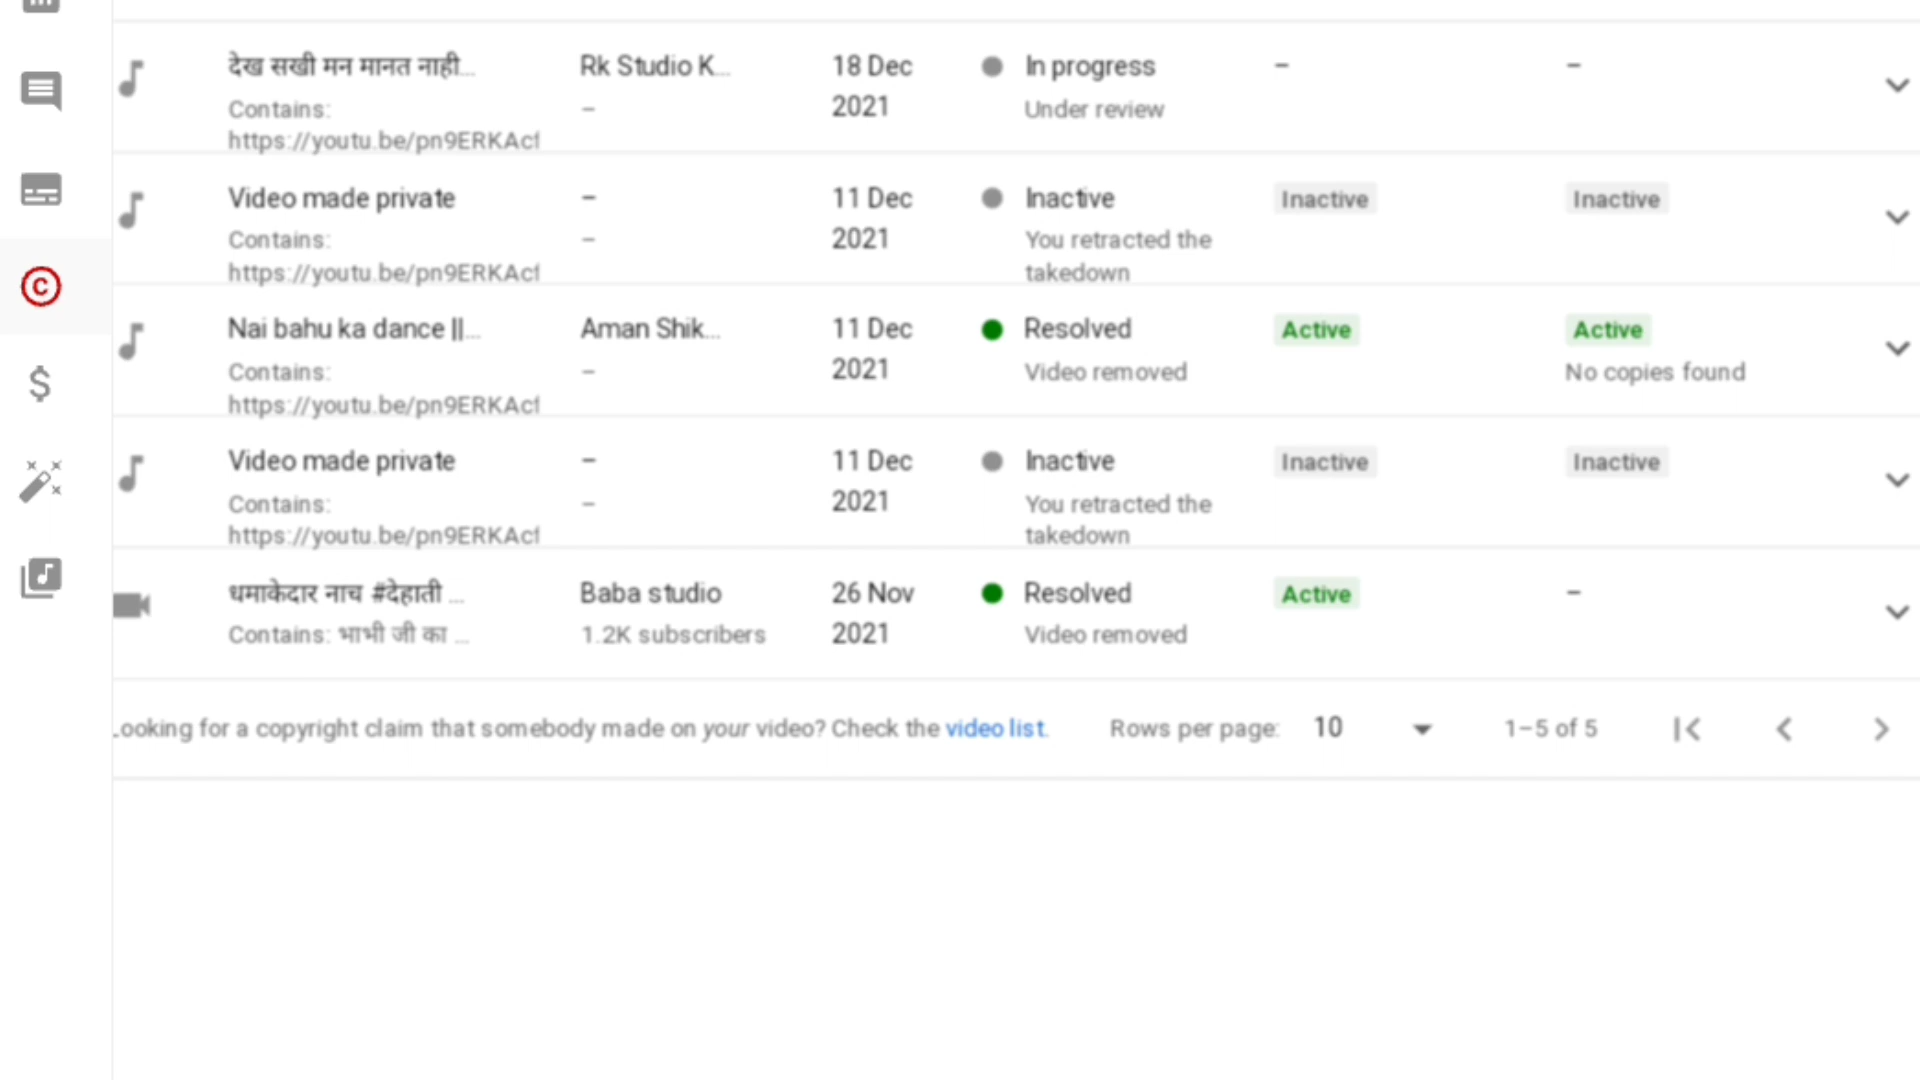 देख सखी मन मानत नाही... Rk Studio K... 18 Dec 2021 In progress – –
Contains: – Under review
https://youtu.be/pn9ERKAcf
Video made private – 11 Dec 2021 Inactive Inactive Inactive
Contains: – You retracted the
https://youtu.be/pn9ERKAcf takedown
Nai bahu ka dance ||... Aman Shik... 11 Dec 2021 Resolved Active Active
Contains: – Video removed No copies found
https://youtu.be/pn9ERKAcf
Video made private – 11 Dec 2021 Inactive Inactive Inactive
Contains: – You retracted the
https://youtu.be/pn9ERKAcf takedown
धमाकेदार नाच #देहाती ... Baba studio 26 Nov 2021 Resolved Active –
Contains: भाभी जी का ... 1.2K subscribers Video removed
Looking for a copyright claim that somebody made on your video? Check the video list. Rows per page: 10 1–5 of 5